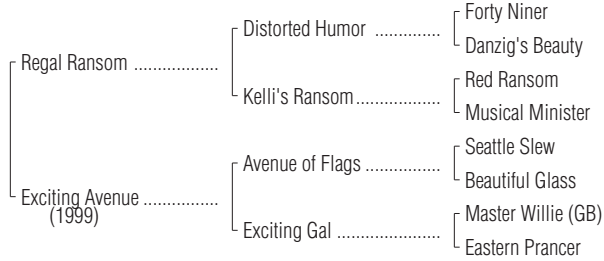 Forty Niner
Distorted Humor ..............
Danzig's Beauty
Regal Ransom ..................
Red Ransom
Kelli's Ransom..................
Musical Minister
Seattle Slew
Avenue of Flags ................
Beautiful Glass
Exciting Avenue ................
(1999)
Master Willie (GB)
Exciting Gal ......................
Eastern Prancer